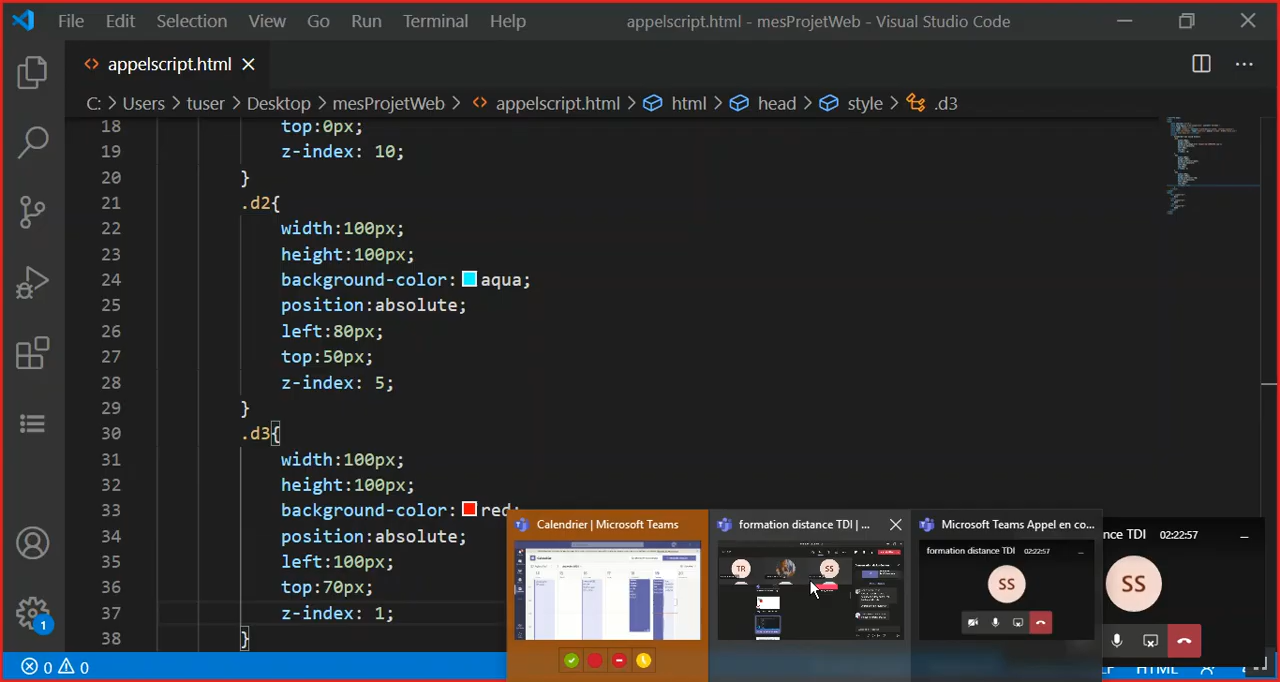 File Edit Selection View Go Run Terminal Help appelscript.html - mesProjetWeb - Visual Studio Code
appelscript.html
C: > Users > tuser > Desktop > mesProjetWeb > appelscript.html > html > head > style > .d3
18 top:0px;
19 z-index: 10;
20 }
21 .d2{
22 width:100px;
23 height:100px;
24 background-color: aqua;
25 position:absolute;
26 left:80px;
27 top:50px;
28 z-index: 5;
29 }
30 .d3{
31 width:100px;
32 height:100px;
33 background-color: red;
34 position:absolute;
35 left:100px;
36 top:70px;
37 z-index: 1;
38 }
Calendrier | Microsoft Teams
formation distance TDI | ...
Microsoft Teams Appel en co...
nce TDI 02:22:57
formation distance TDI 02:22:57
TR SS
SS
SS
1
0 0
HTML